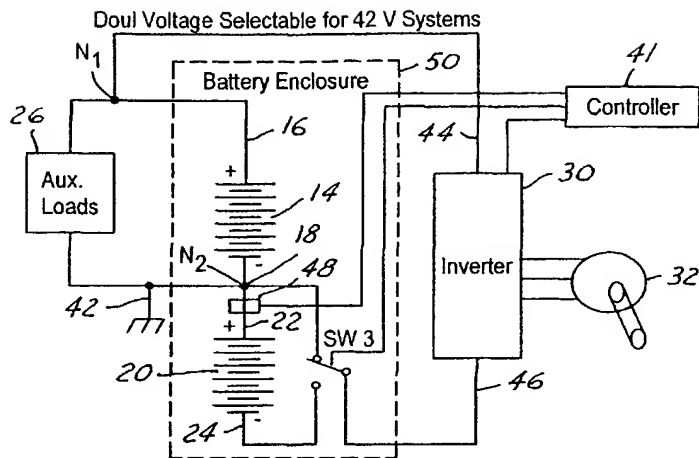 Doul Voltage Selectable for 42 V Systems
N1
50
Battery Enclosure
41
Controller
26
16
44
Aux.
Loads
+
14
30
-
18
N2
48
Inverter
32
42
+
22
SW 3
20
46
24
-